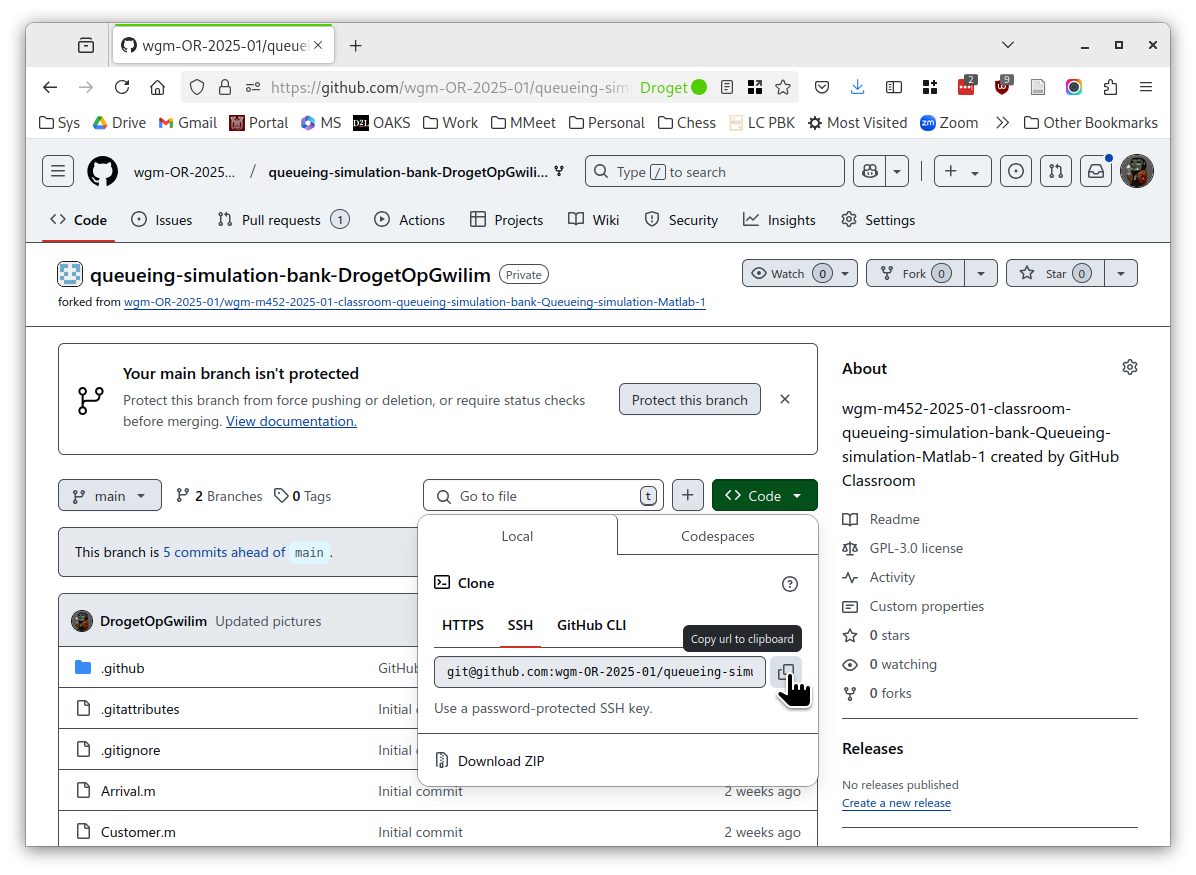 wgm-OR-2025-01/queuei
https://github.com/wgm-OR-2025-01/queueing-sim Droget 2 9
Sys Drive Gmail Portal MS D2L OAKS Work MMeet Personal Chess LC PBK Most Visited zm Zoom Other Bookmarks
wgm-OR-2025... / queueing-simulation-bank-DrogetOpGwili... Type / to search
Code Issues Pull requests 1 Actions Projects Wiki Security Insights Settings
queueing-simulation-bank-DrogetOpGwilim Private Watch 0 Fork 0 Star 0
forked from wgm-OR-2025-01/wgm-m452-2025-01-classroom-queueing-simulation-bank-Queueing-simulation-Matlab-1
Your main branch isn't protected
Protect this branch from force pushing or deletion, or require status checks
before merging. View documentation.
Protect this branch
main 2 Branches 0 Tags Go to file t + Code
This branch is 5 commits ahead of main .
Local Codespaces
Clone
HTTPS SSH GitHub CLI
Copy url to clipboard
git@github.com:wgm-OR-2025-01/queueing-simu
Use a password-protected SSH key.
Download ZIP
DrogetOpGwilim Updated pictures
.github GitHu
.gitattributes Initial
.gitignore Initial
Arrival.m Initial commit 2 weeks ago
Customer.m Initial commit 2 weeks ago
About
wgm-m452-2025-01-classroom-
queueing-simulation-bank-Queueing-
simulation-Matlab-1 created by GitHub
Classroom
Readme
GPL-3.0 license
Activity
Custom properties
0 stars
0 watching
0 forks
Releases
No releases published
Create a new release